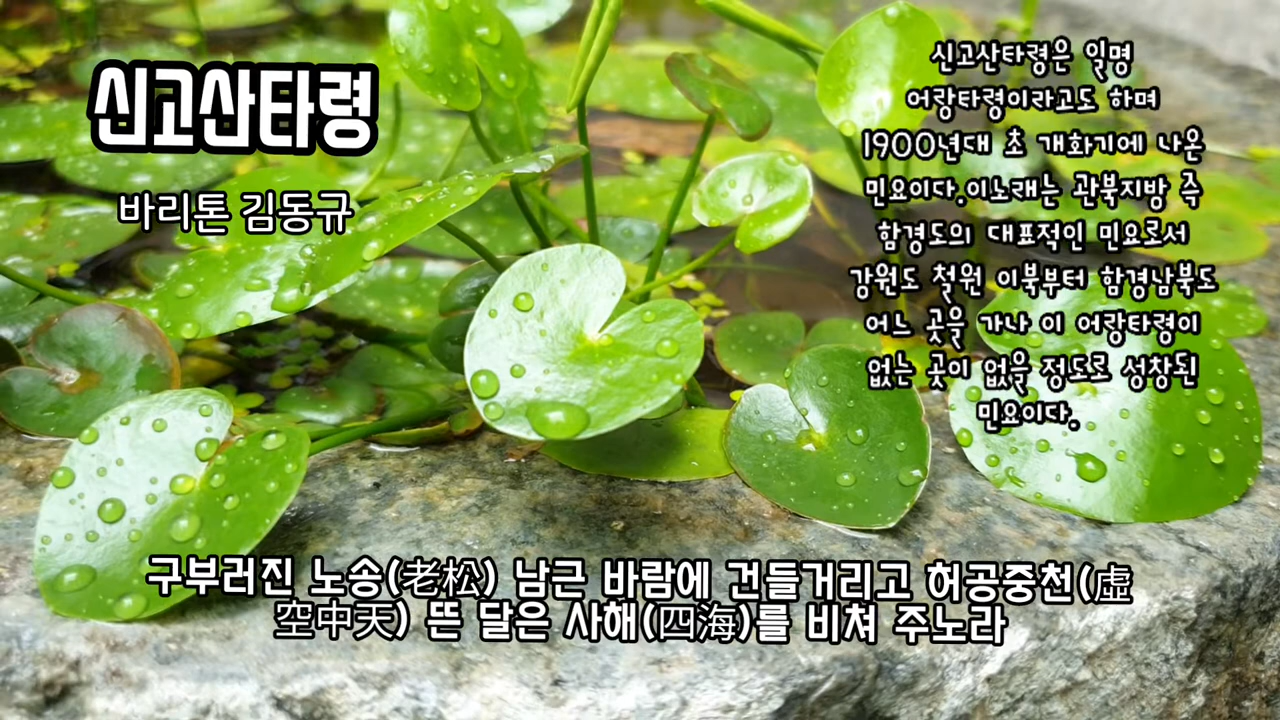 신고산타령
바리톤 김동규
신고산타령은 일명
어랑타령이라고도 하며
1900년대 초 개화기에 나온
민요이다.이노래는 관북지방 즉
함경도의 대표적인 민요로서
강원도 철원 이북부터 함경남북도
어느 곳을 가나 이 어랑타령이
없는 곳이 없을 정도로 성창된
민요이다.
구부러진 노송(老松) 남근 바람에 건들거리고 허공중천(虛
空中天) 뜬 달은 사해(四海)를 비쳐 주노라